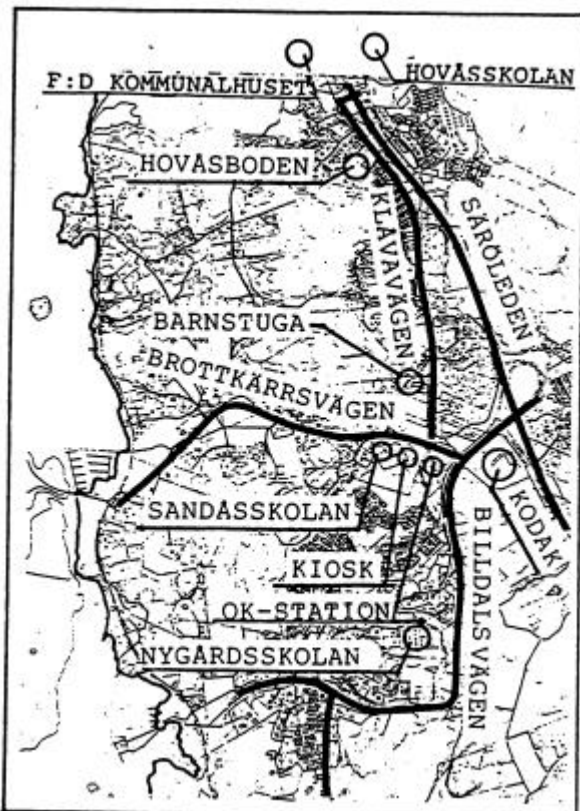 HOVÅSSKOLAN
F:D KOMMUNALHUSET
HOVÅSBODEN
KLÅVAVÄGEN
SÄRÖLEDEN
BARNSTUGA
BROTTKÄRRSVÄGEN
SANDÅSSKOLAN
KODAK
KIOSK
BILLDALSVÄGEN
OK-STATION
NYGÅRDSSKOLAN